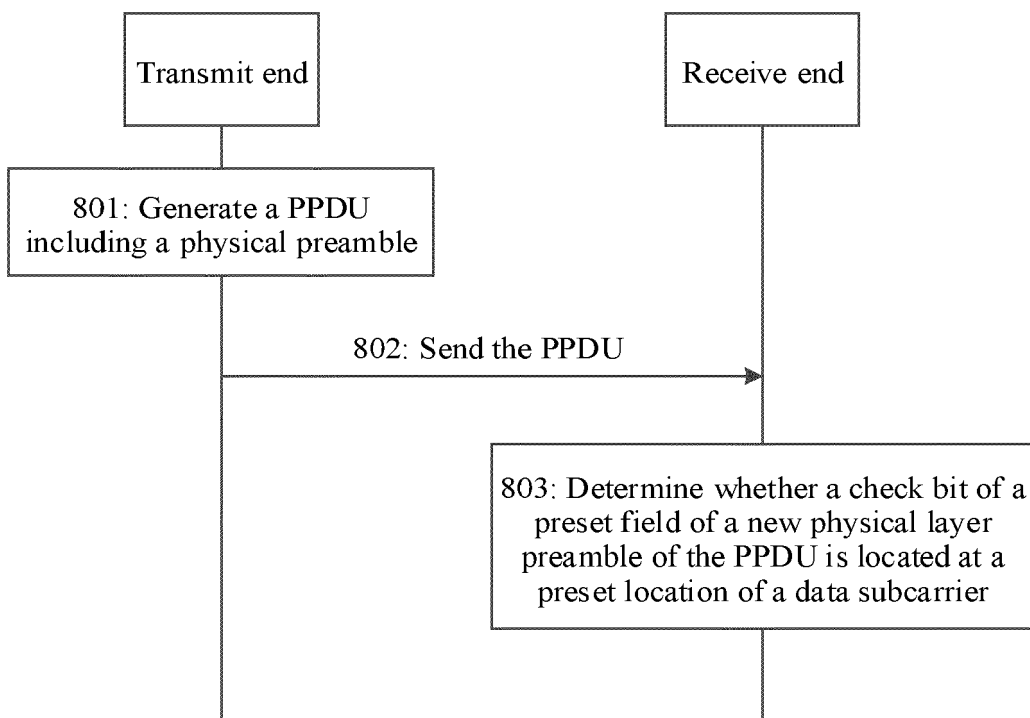 Transmit end
Receive end
801: Generate a PPDU
including a physical preamble
802: Send the PPDU
803: Determine whether a check bit of a
preset field of a new physical layer
preamble of the PPDU is located at a
preset location of a data subcarrier